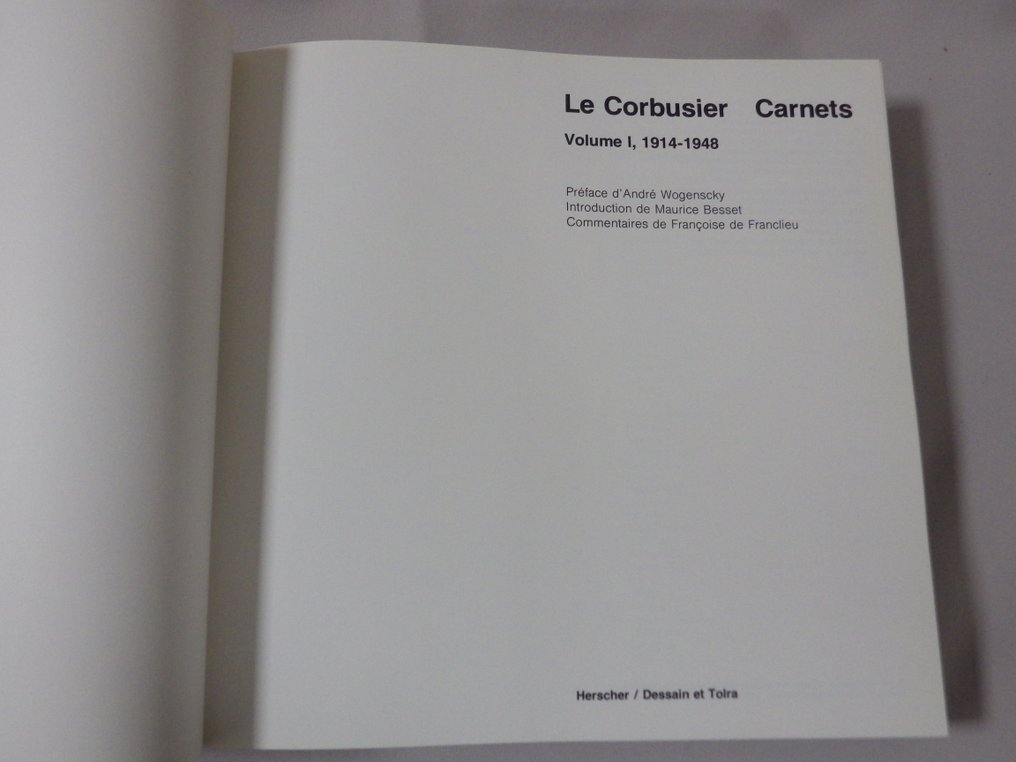 Le Corbusier Carnets
Volume I, 1914-1948
Préface d'André Wogenscky
Introduction de Maurice Besset
Commentaires de Françoise de Franclieu
Herscher / Dessain et Tolra